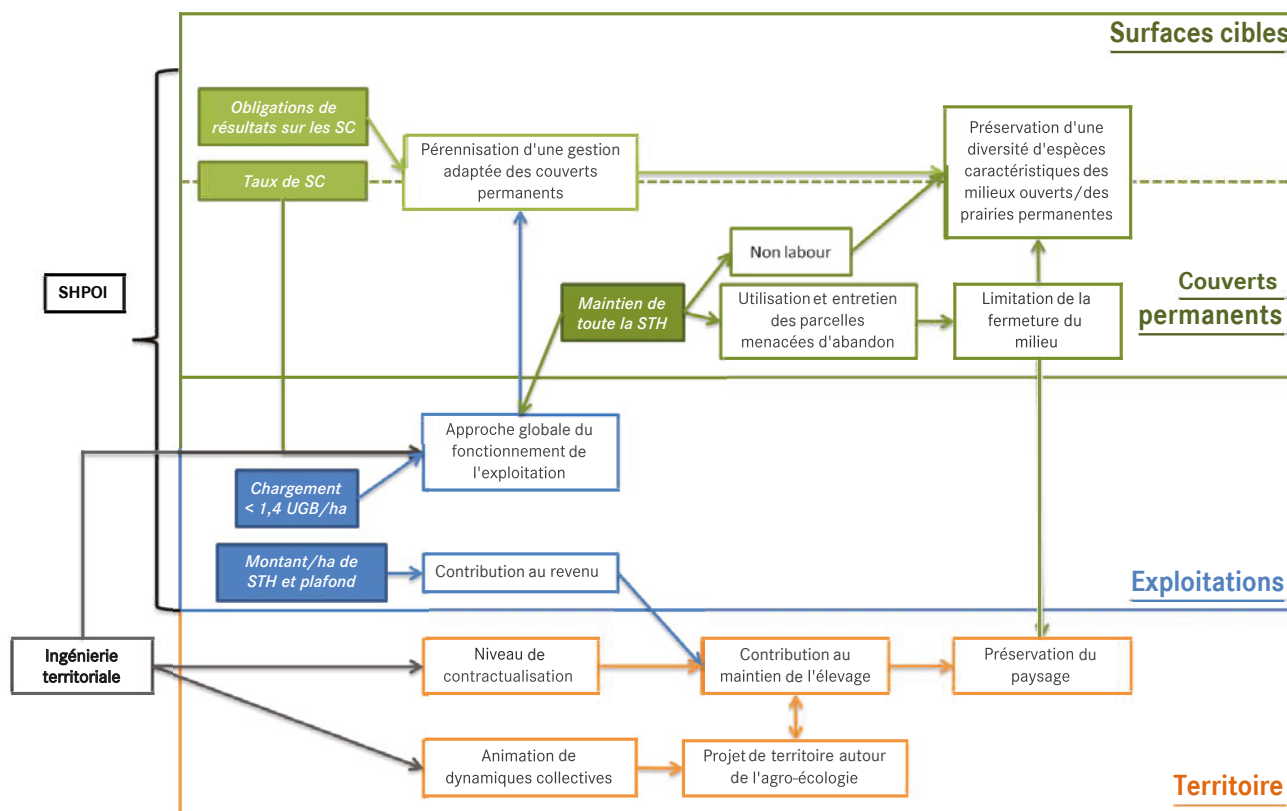 Surfaces cibles
Obligations de
résultats sur les SC
Taux de SC
Pérennisation d'une gestion
adaptée des couverts
permanents
Préservation d'une
diversité d'espèces
caractéristiques des
milieux ouverts/des
prairies permanentes
Non labour
SHPOI
Maintien de
toute la STH
Utilisation et entretien
des parcelles
menacées d'abandon
Limitation de la
fermeture du
milieu
Couverts
permanents
Approche globale du
fonctionnement de
l'exploitation
Chargement
< 1,4 UGB/ha
Montant/ha de
STH et plafond
Contribution au revenu
Exploitations
Ingénierie
territoriale
Niveau de
contractualisation
Contribution au
maintien de l'élevage
Préservation du
paysage
Animation de
dynamiques collectives
Projet de territoire autour
de l'agro-écologie
Territoire